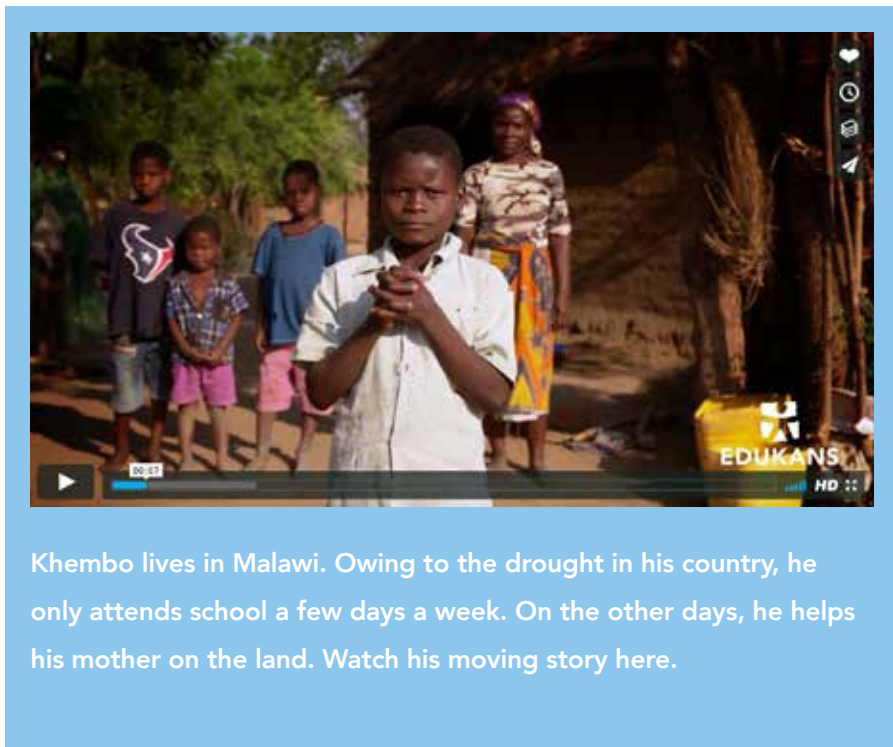 00:07
EDUKANS
HD
Khembo lives in Malawi. Owing to the drought in his country, he
only attends school a few days a week. On the other days, he helps
his mother on the land. Watch his moving story here.